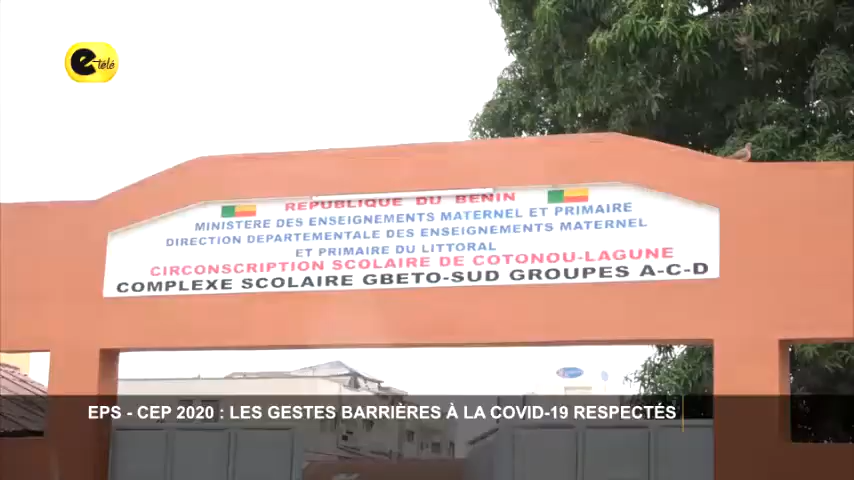 e-télé
REPUBLIQUE DU BENIN
MINISTERE DES ENSEIGNEMENTS MATERNEL ET PRIMAIRE
DIRECTION DEPARTEMENTALE DES ENSEIGNEMENTS MATERNEL
ET PRIMAIRE DU LITTORAL
CIRCONSCRIPTION SCOLAIRE DE COTONOU-LAGUNE
COMPLEXE SCOLAIRE GBETO-SUD GROUPES A-C-D
EPS - CEP 2020 : LES GESTES BARRIÈRES À LA COVID-19 RESPECTÉS